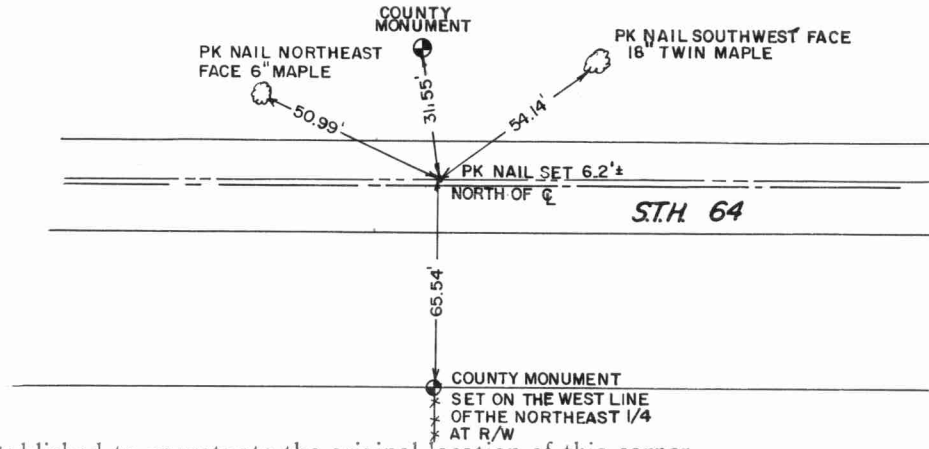 COUNTY
MONUMENT
PK NAIL NORTHEAST
FACE 6" MAPLE
PK NAIL SOUTHWEST FACE
18" TWIN MAPLE
50.99'
31.55'
54.14'
PK NAIL SET 6.2'±
NORTH OF ℄
S.T.H. 64
65.54'
COUNTY MONUMENT
SET ON THE WEST LINE
OF THE NORTHEAST 1/4
AT R/W
the original location of this corner